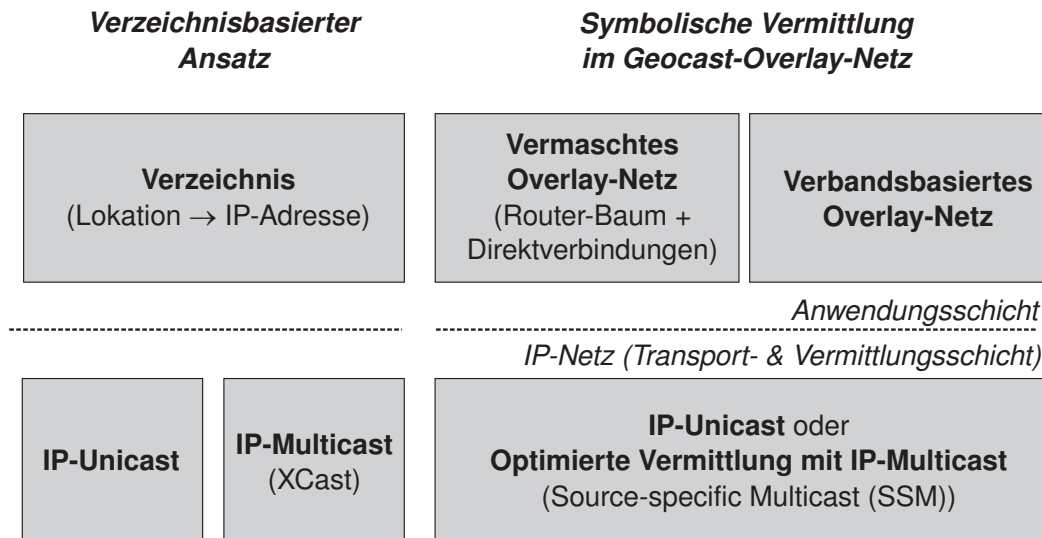 Verzeichnisbasierter
Ansatz
Symbolische Vermittlung
im Geocast-Overlay-Netz
Verzeichnis
(Lokation → IP-Adresse)
Vermaschtes
Overlay-Netz
(Router-Baum +
Direktverbindungen)
Verbandsbasiertes
Overlay-Netz
Anwendungsschicht
IP-Netz (Transport- & Vermittlungsschicht)
IP-Unicast
IP-Multicast
(XCast)
IP-Unicast oder
Optimierte Vermittlung mit IP-Multicast
(Source-specific Multicast (SSM))